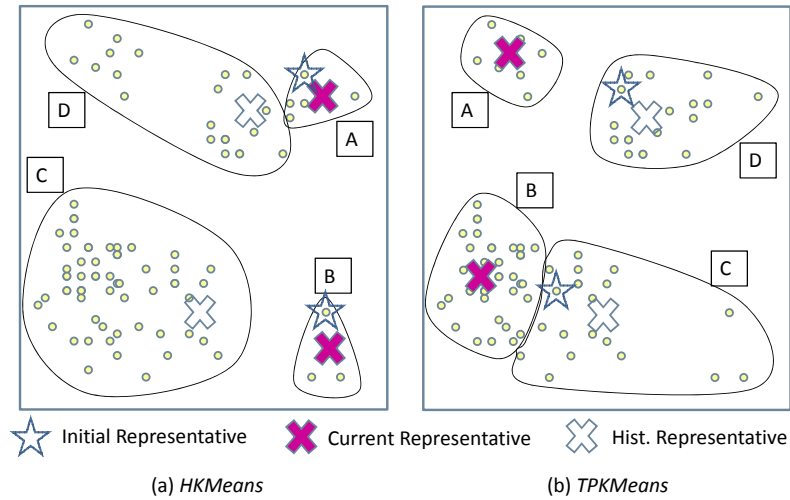 D
A
C
B
A
D
B
C
Initial Representative
Current Representative
Hist. Representative
(a) HKMeans
(b) TPKMeans